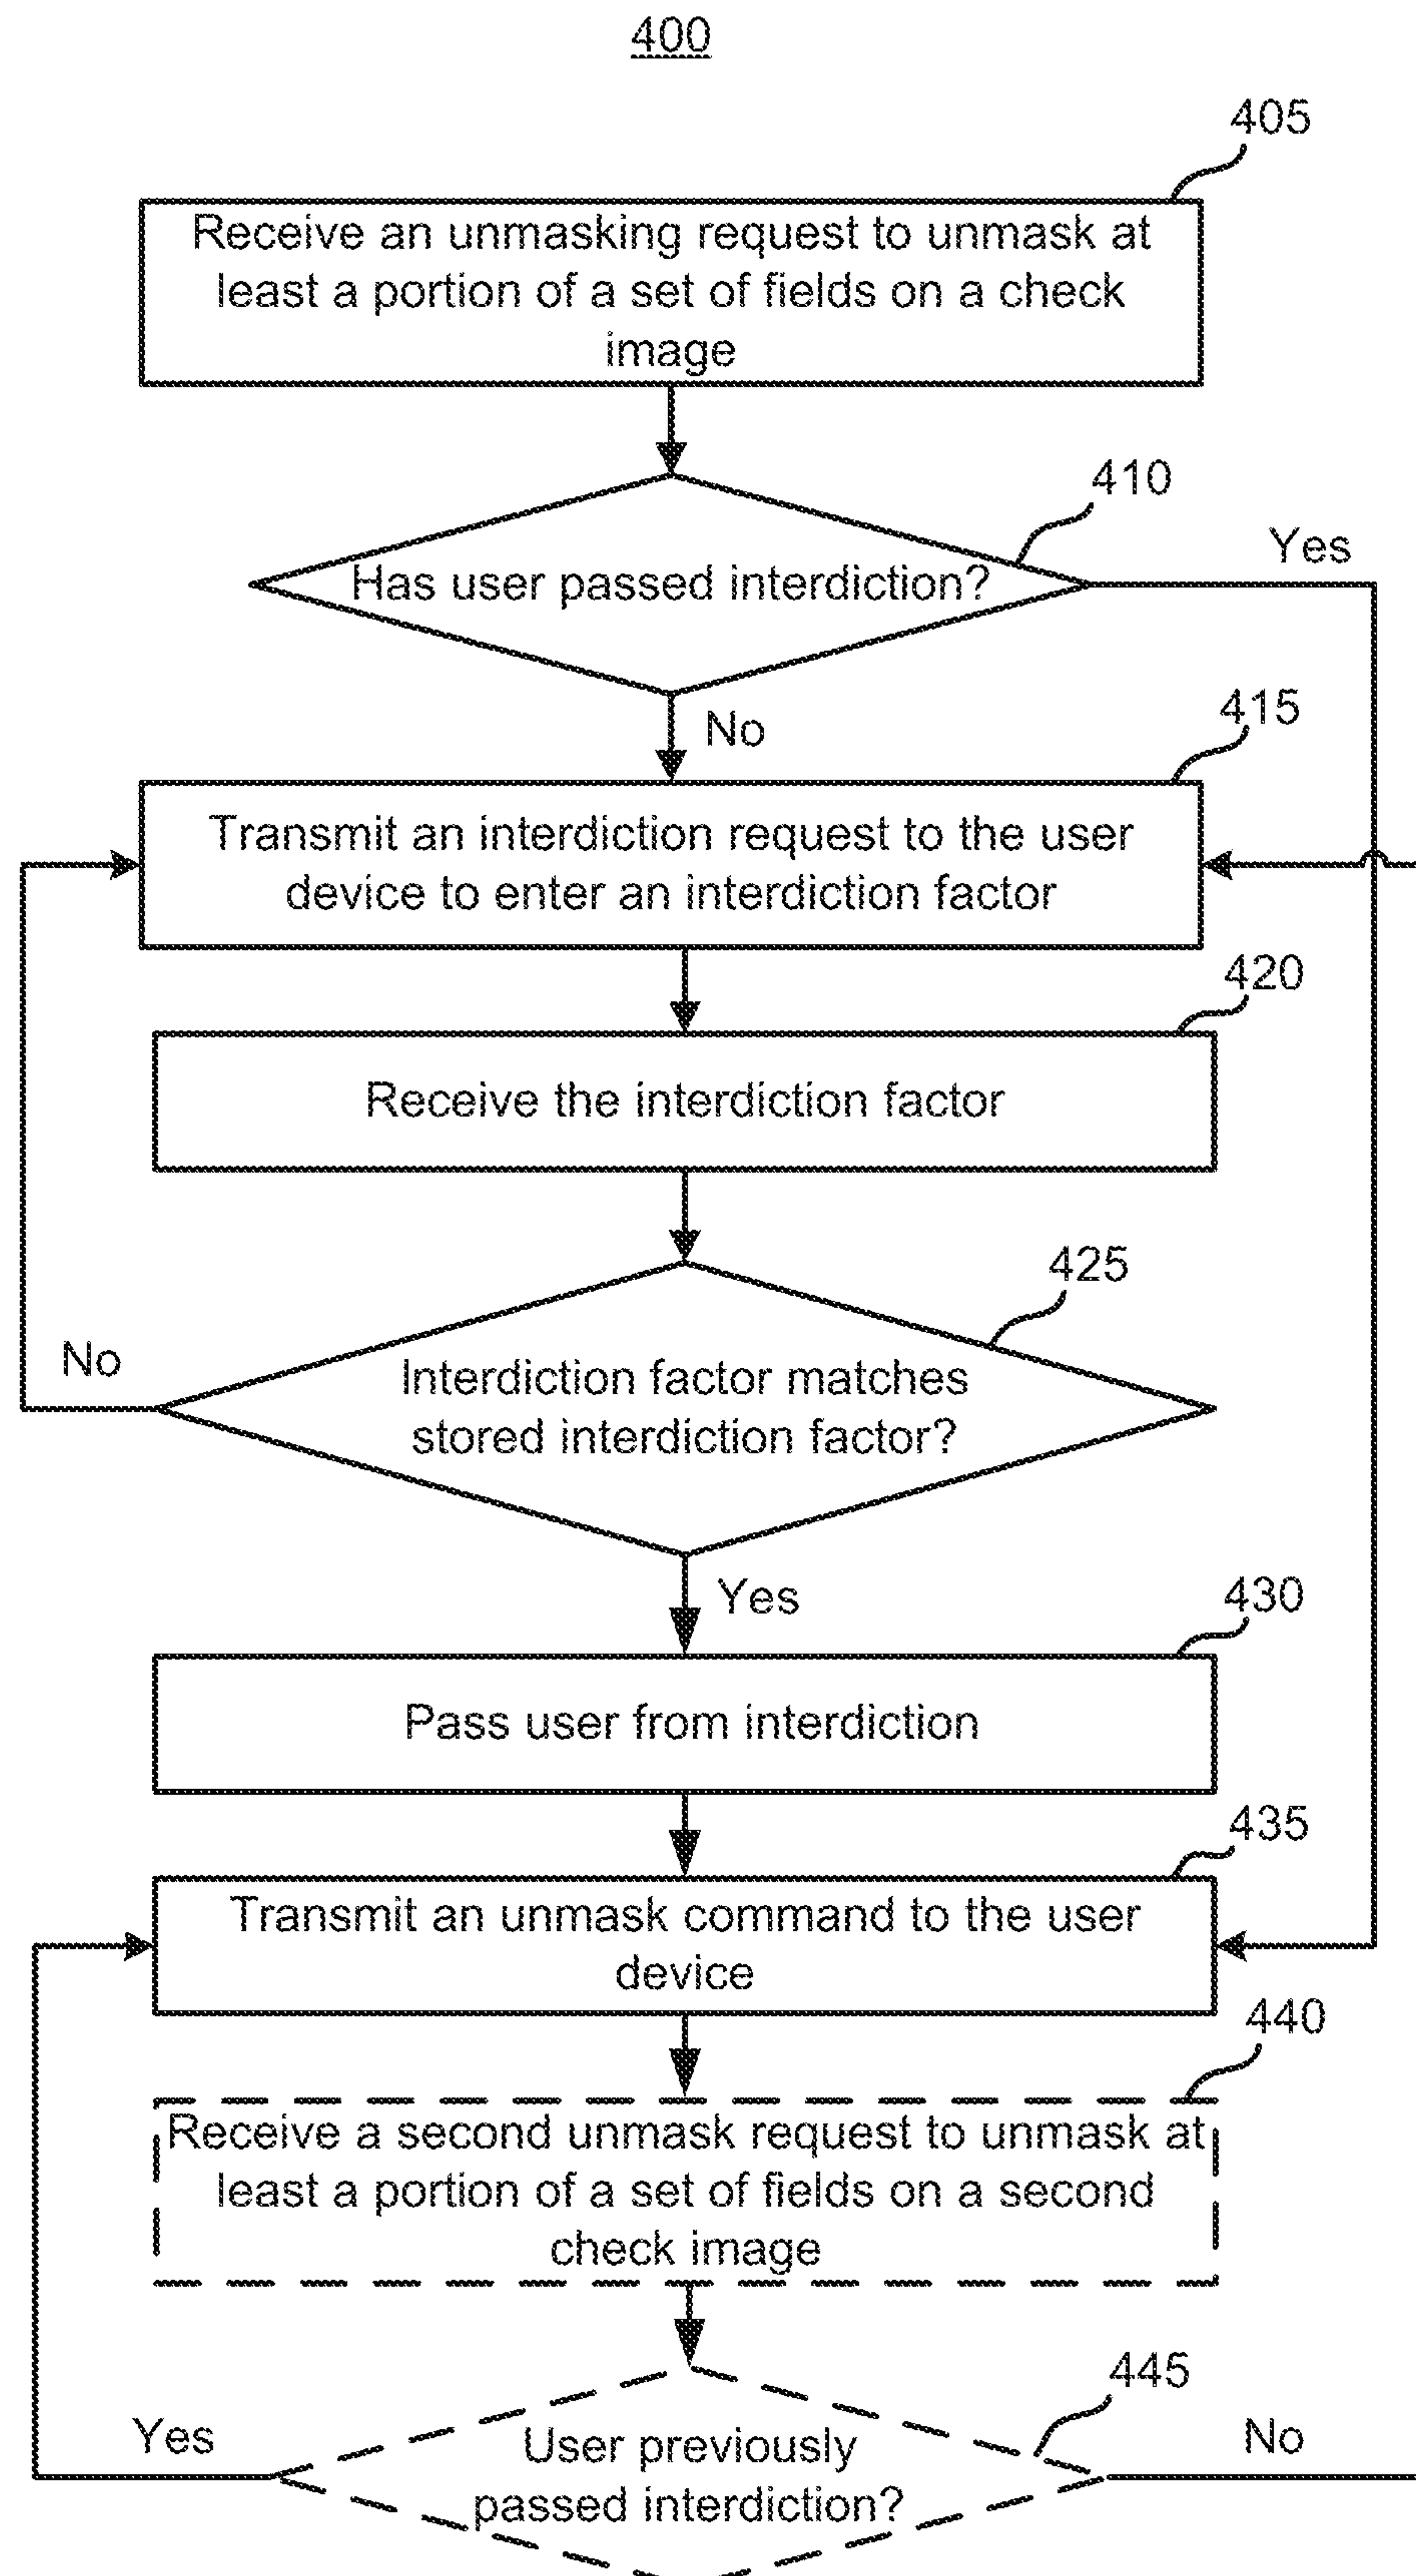 400
405
Receive an unmasking request to unmask at
least a portion of a set of fields on a check
image
410
Has user passed interdiction?
Yes
No
415
Transmit an interdiction request to the user
device to enter an interdiction factor
420
Receive the interdiction factor
425
Interdiction factor matches
stored interdiction factor?
No
Yes
430
Pass user from interdiction
435
Transmit an unmask command to the user
device
440
Receive a second unmask request to unmask at
least a portion of a set of fields on a second
check image
445
User previously
passed interdiction?
Yes
No